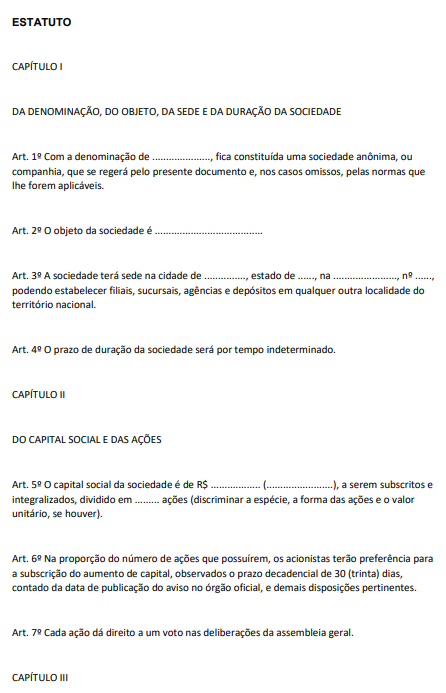 ESTATUTO
CAPÍTULO I
DA DENOMINAÇÃO, DO OBJETO, DA SEDE E DA DURAÇÃO DA SOCIEDADE
Art. 1º Com a denominação de ....................., fica constituída uma sociedade anônima, ou
companhia, que se regerá pelo presente documento e, nos casos omissos, pelas normas que
lhe forem aplicáveis.
Art. 2º O objeto da sociedade é .......................................
Art. 3º A sociedade terá sede na cidade de ..............., estado de ......, na ......................., nº ......,
podendo estabelecer filiais, sucursais, agências e depósitos em qualquer outra localidade do
território nacional.
Art. 4º O prazo de duração da sociedade será por tempo indeterminado.
CAPÍTULO II
DO CAPITAL SOCIAL E DAS AÇÕES
Art. 5º O capital social da sociedade é de R$ .................. (........................), a serem subscritos e
integralizados, dividido em ......... ações (discriminar a espécie, a forma das ações e o valor
unitário, se houver).
Art. 6º Na proporção do número de ações que possuírem, os acionistas terão preferência para
a subscrição do aumento de capital, observados o prazo decadencial de 30 (trinta) dias,
contado da data de publicação do aviso no órgão oficial, e demais disposições pertinentes.
Art. 7º Cada ação dá direito a um voto nas deliberações da assembleia geral.
CAPÍTULO III